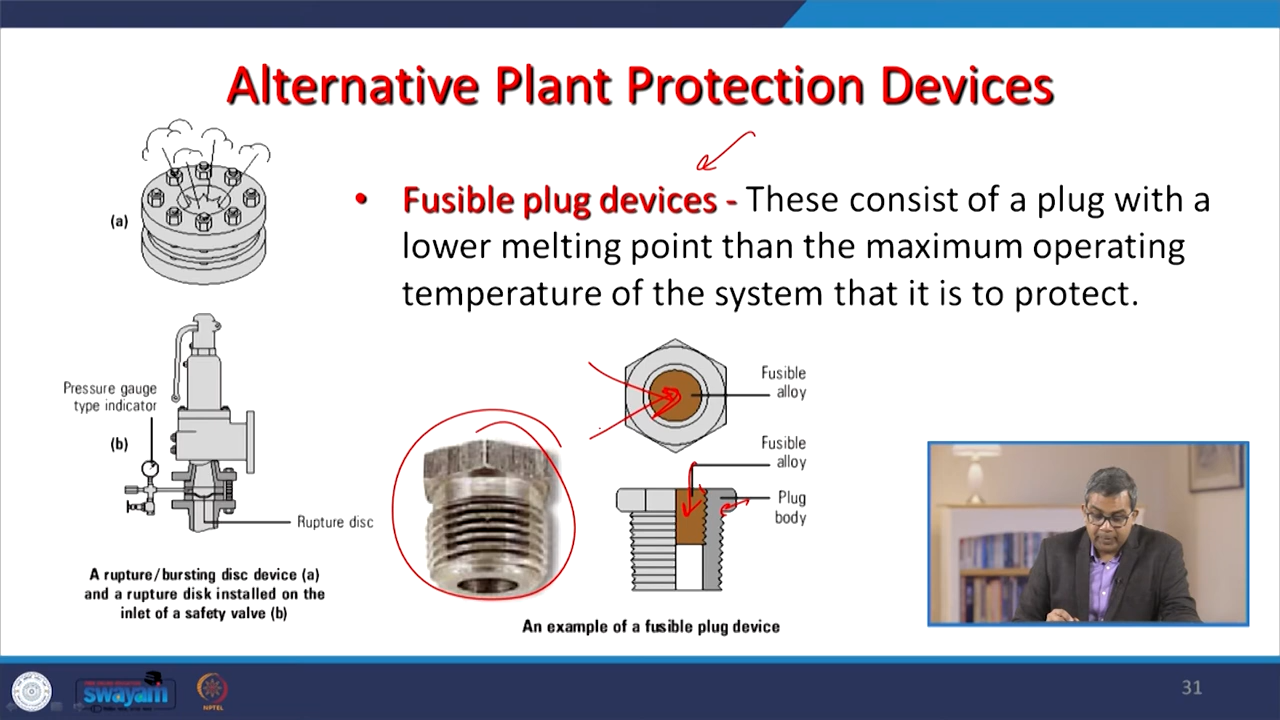 Alternative Plant Protection Devices
(a)
• Fusible plug devices - These consist of a plug with a
lower melting point than the maximum operating
temperature of the system that it is to protect.
Pressure gauge
type indicator
(b)
Rupture disc
A rupture/bursting disc device (a)
and a rupture disk installed on the
inlet of a safety valve (b)
Fusible
alloy
Fusible
alloy
Plug
body
An example of a fusible plug device
swayam
NPTEL
31